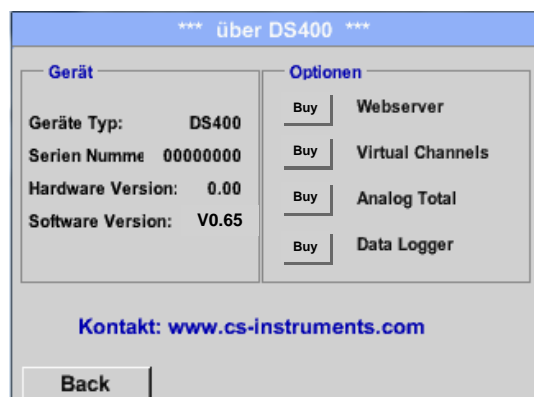 *** über DS400 ***
Gerät
Geräte Typ: DS400
Serien Numme 00000000
Hardware Version: 0.00
Software Version: V0.65
Optionen
Buy Webserver
Buy Virtual Channels
Buy Analog Total
Buy Data Logger
Kontakt: www.cs-instruments.com
Back